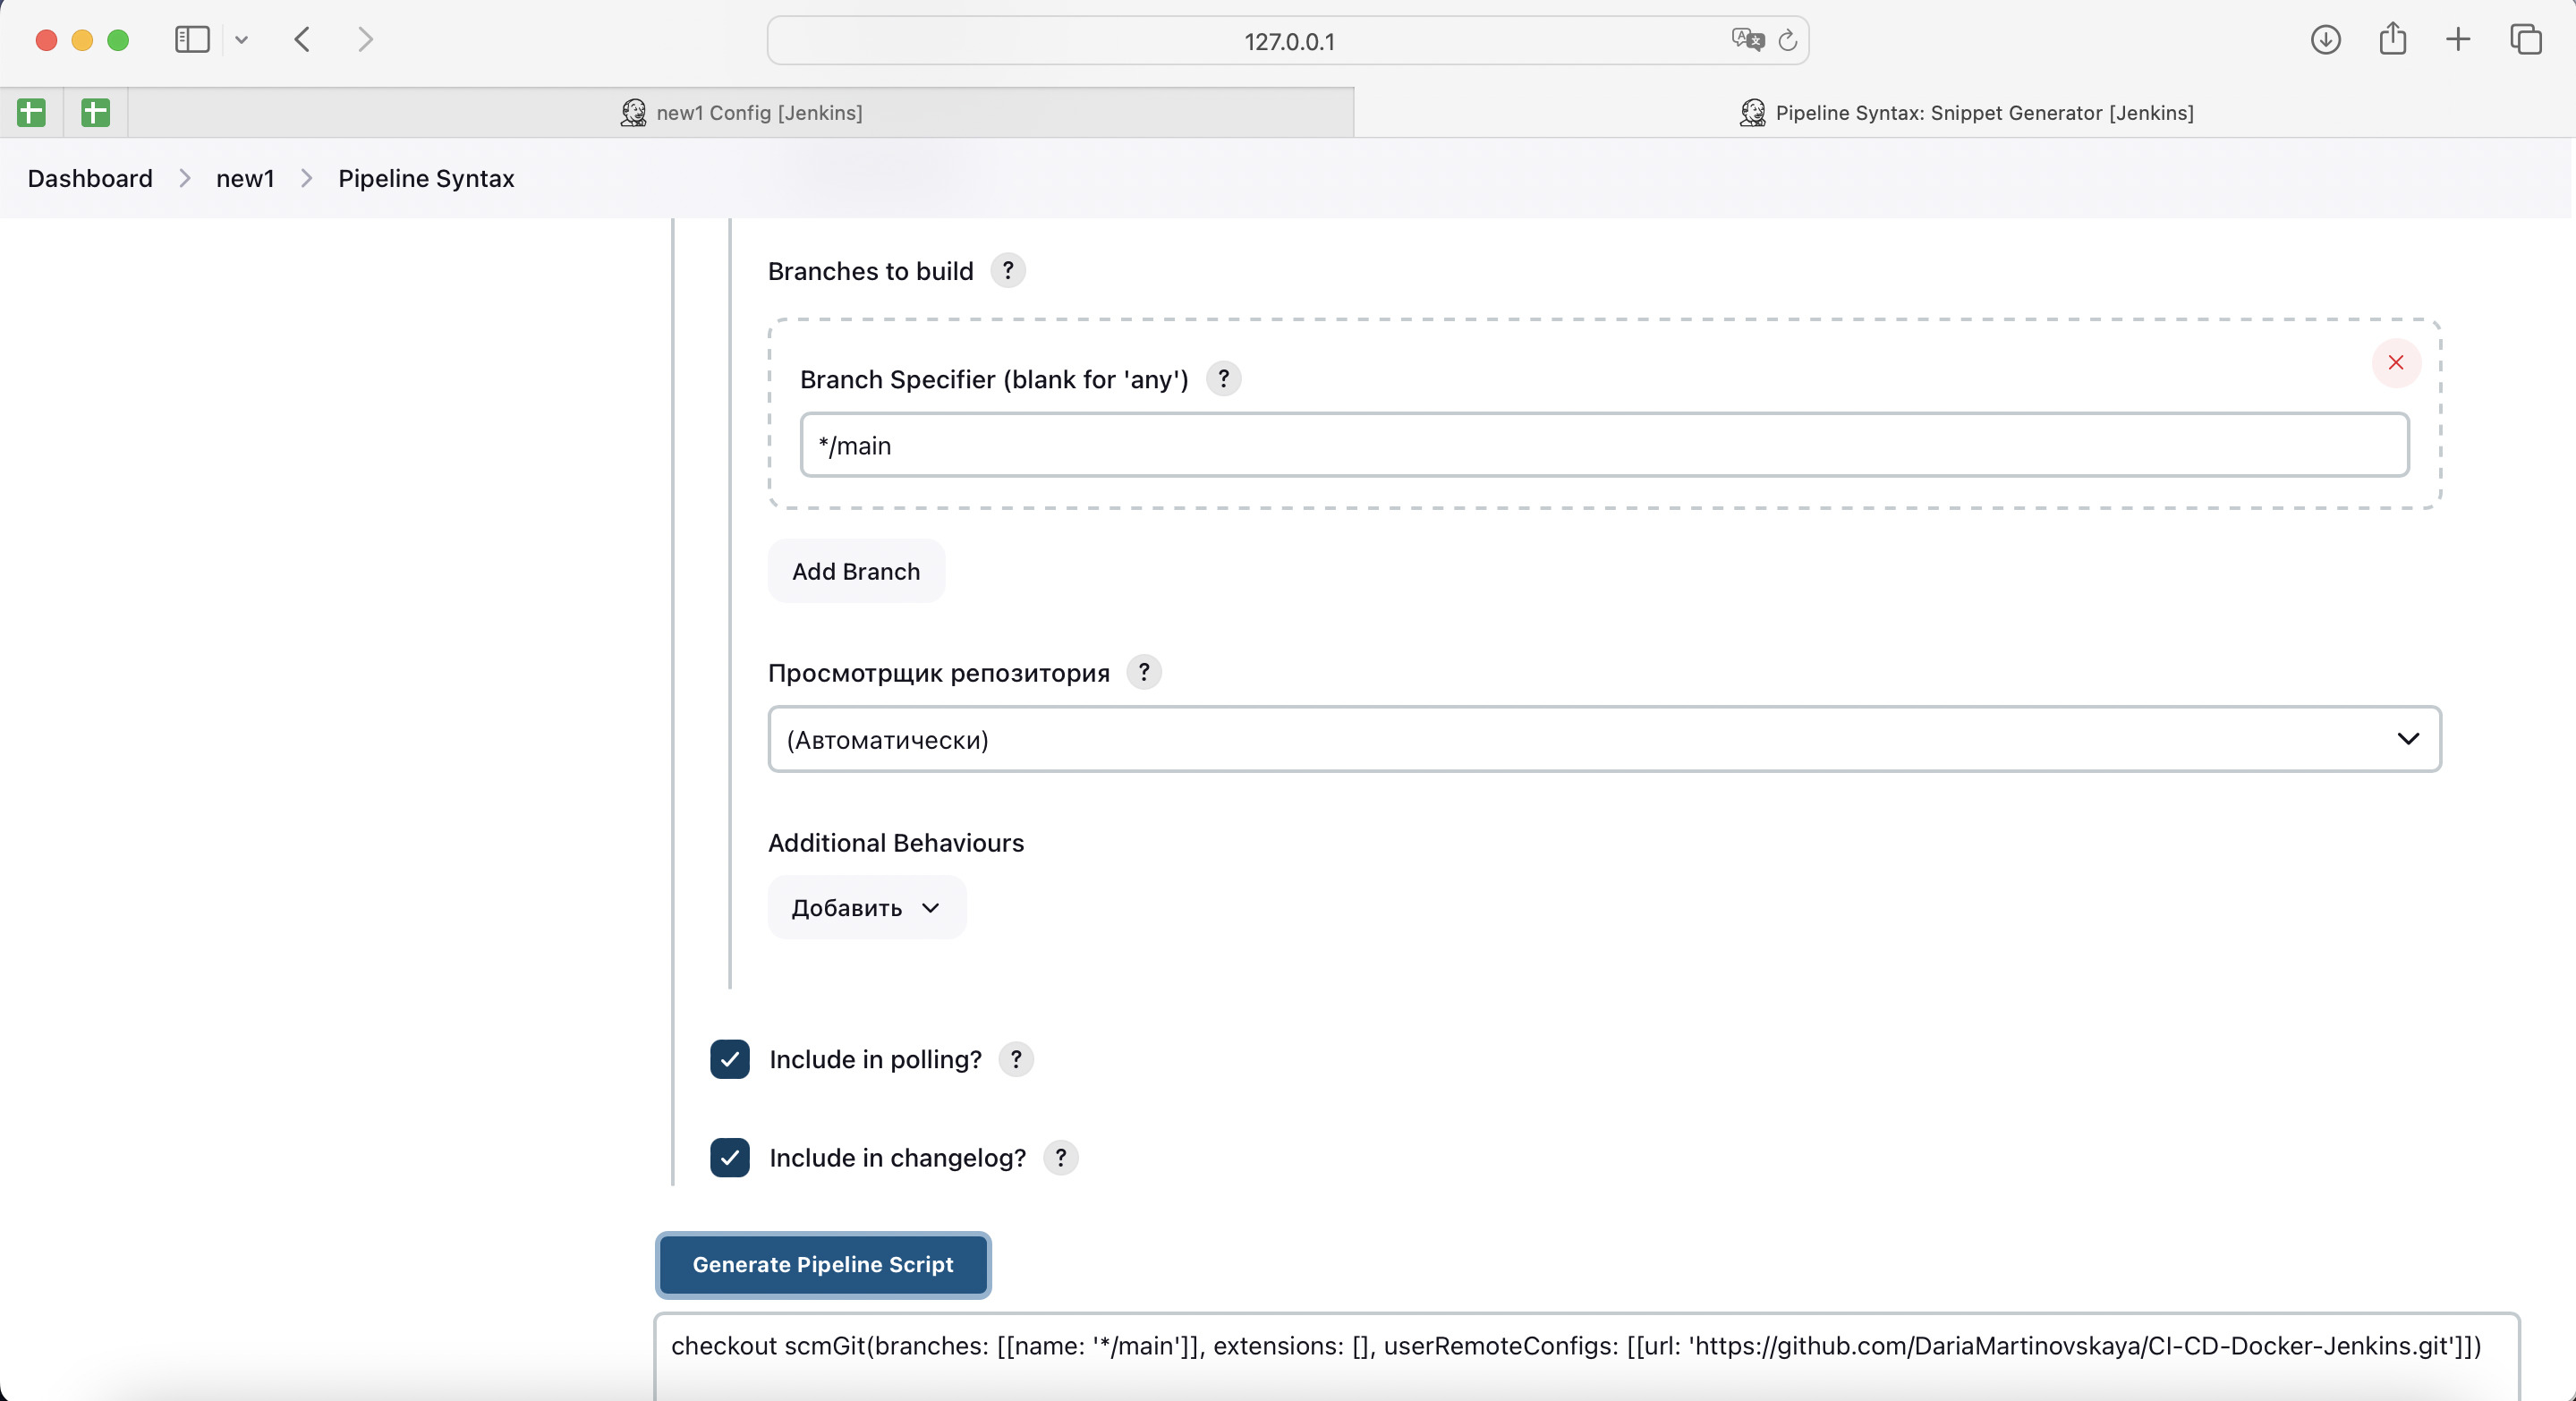 127.0.0.1
new1 Config [Jenkins]
Pipeline Syntax: Snippet Generator [Jenkins]
Dashboard > new1 > Pipeline Syntax
Branches to build ?
Branch Specifier (blank for 'any') ?
*/main
Add Branch
Просмотрщик репозитория ?
(Автоматически)
Additional Behaviours
Добавить
Include in polling? ?
Include in changelog? ?
Generate Pipeline Script
checkout scmGit(branches: [[name: '*/main']], extensions: [], userRemoteConfigs: [[url: 'https://github.com/DariaMartinovskaya/CI-CD-Docker-Jenkins.git']])